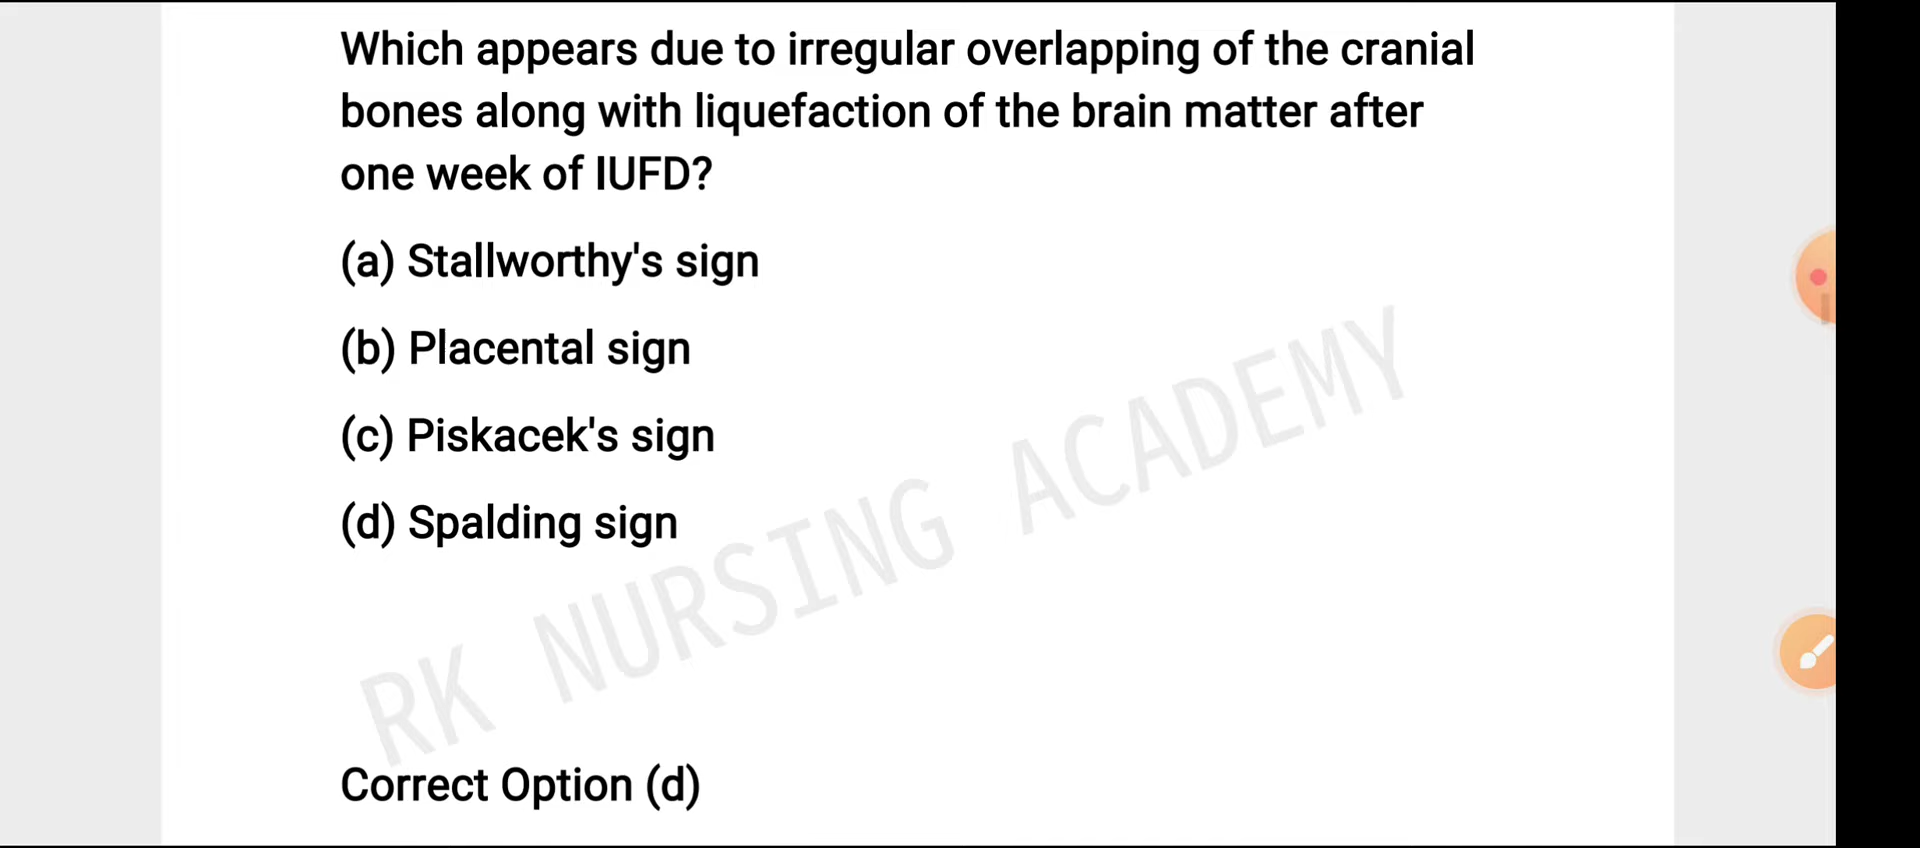 Which appears due to irregular overlapping of the cranial
bones along with liquefaction of the brain matter after
one week of IUFD?
(a) Stallworthy's sign
(b) Placental sign
(c) Piskacek's sign
(d) Spalding sign
RK NURSING ACADEMY
Correct Option (d)